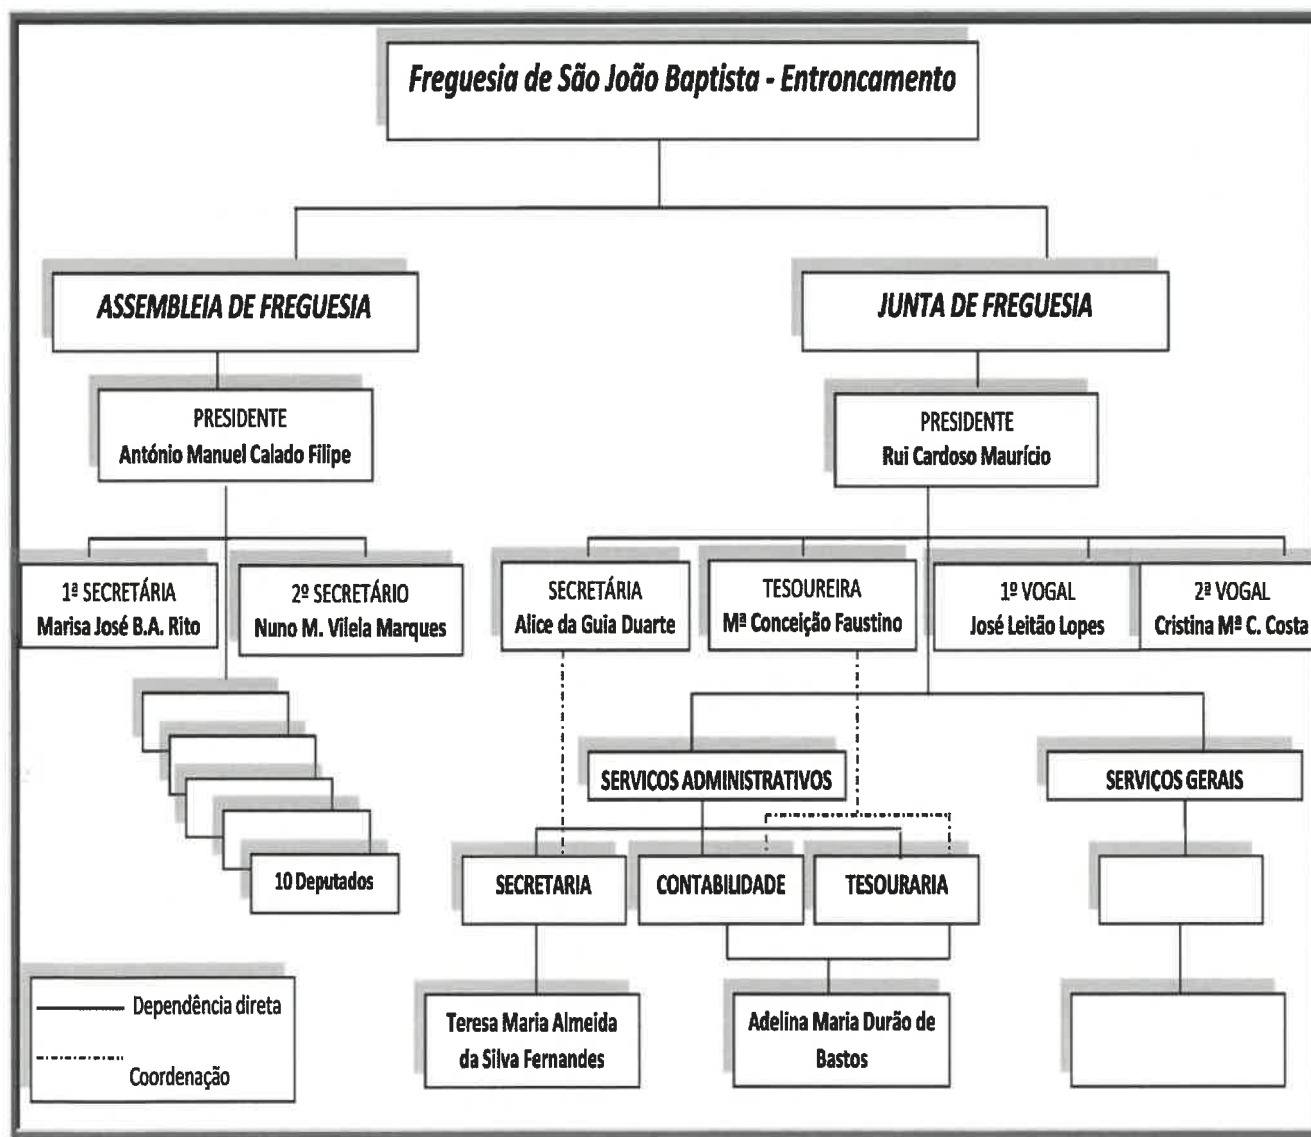 Freguesia de São João Baptista - Entroncamento
ASSEMBLEIA DE FREGUESIA
JUNTA DE FREGUESIA
PRESIDENTE
António Manuel Calado Filipe
PRESIDENTE
Rui Cardoso Maurício
1ª SECRETÁRIA
Marisa José B.A. Rito
2º SECRETÁRIO
Nuno M. Vilela Marques
SECRETÁRIA
Alice da Guia Duarte
TESOUREIRA
Mª Conceição Faustino
1º VOGAL
José Leitão Lopes
2ª VOGAL
Cristina Mª C. Costa
SERVIÇOS ADMINISTRATIVOS
SERVIÇOS GERAIS
10 Deputados
SECRETARIA
CONTABILIDADE
TESOURARIA
Teresa Maria Almeida
da Silva Fernandes
Adelina Maria Durão de
Bastos
Dependência direta
Coordenação